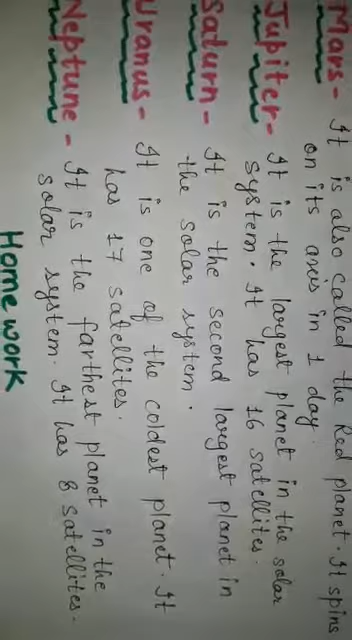 Mars- It is also called the Red planet. It spins
on its axis in 1 day.
Jupiter- It is the largest planet in the solar
system. It has 16 satellites.
Saturn- It is the second largest planet in
the solar system.
Uranus- It is one of the coldest planet. It
has 17 satellites.
Neptune- It is the farthest planet in the
solar system. It has 8 satellites.
Home work